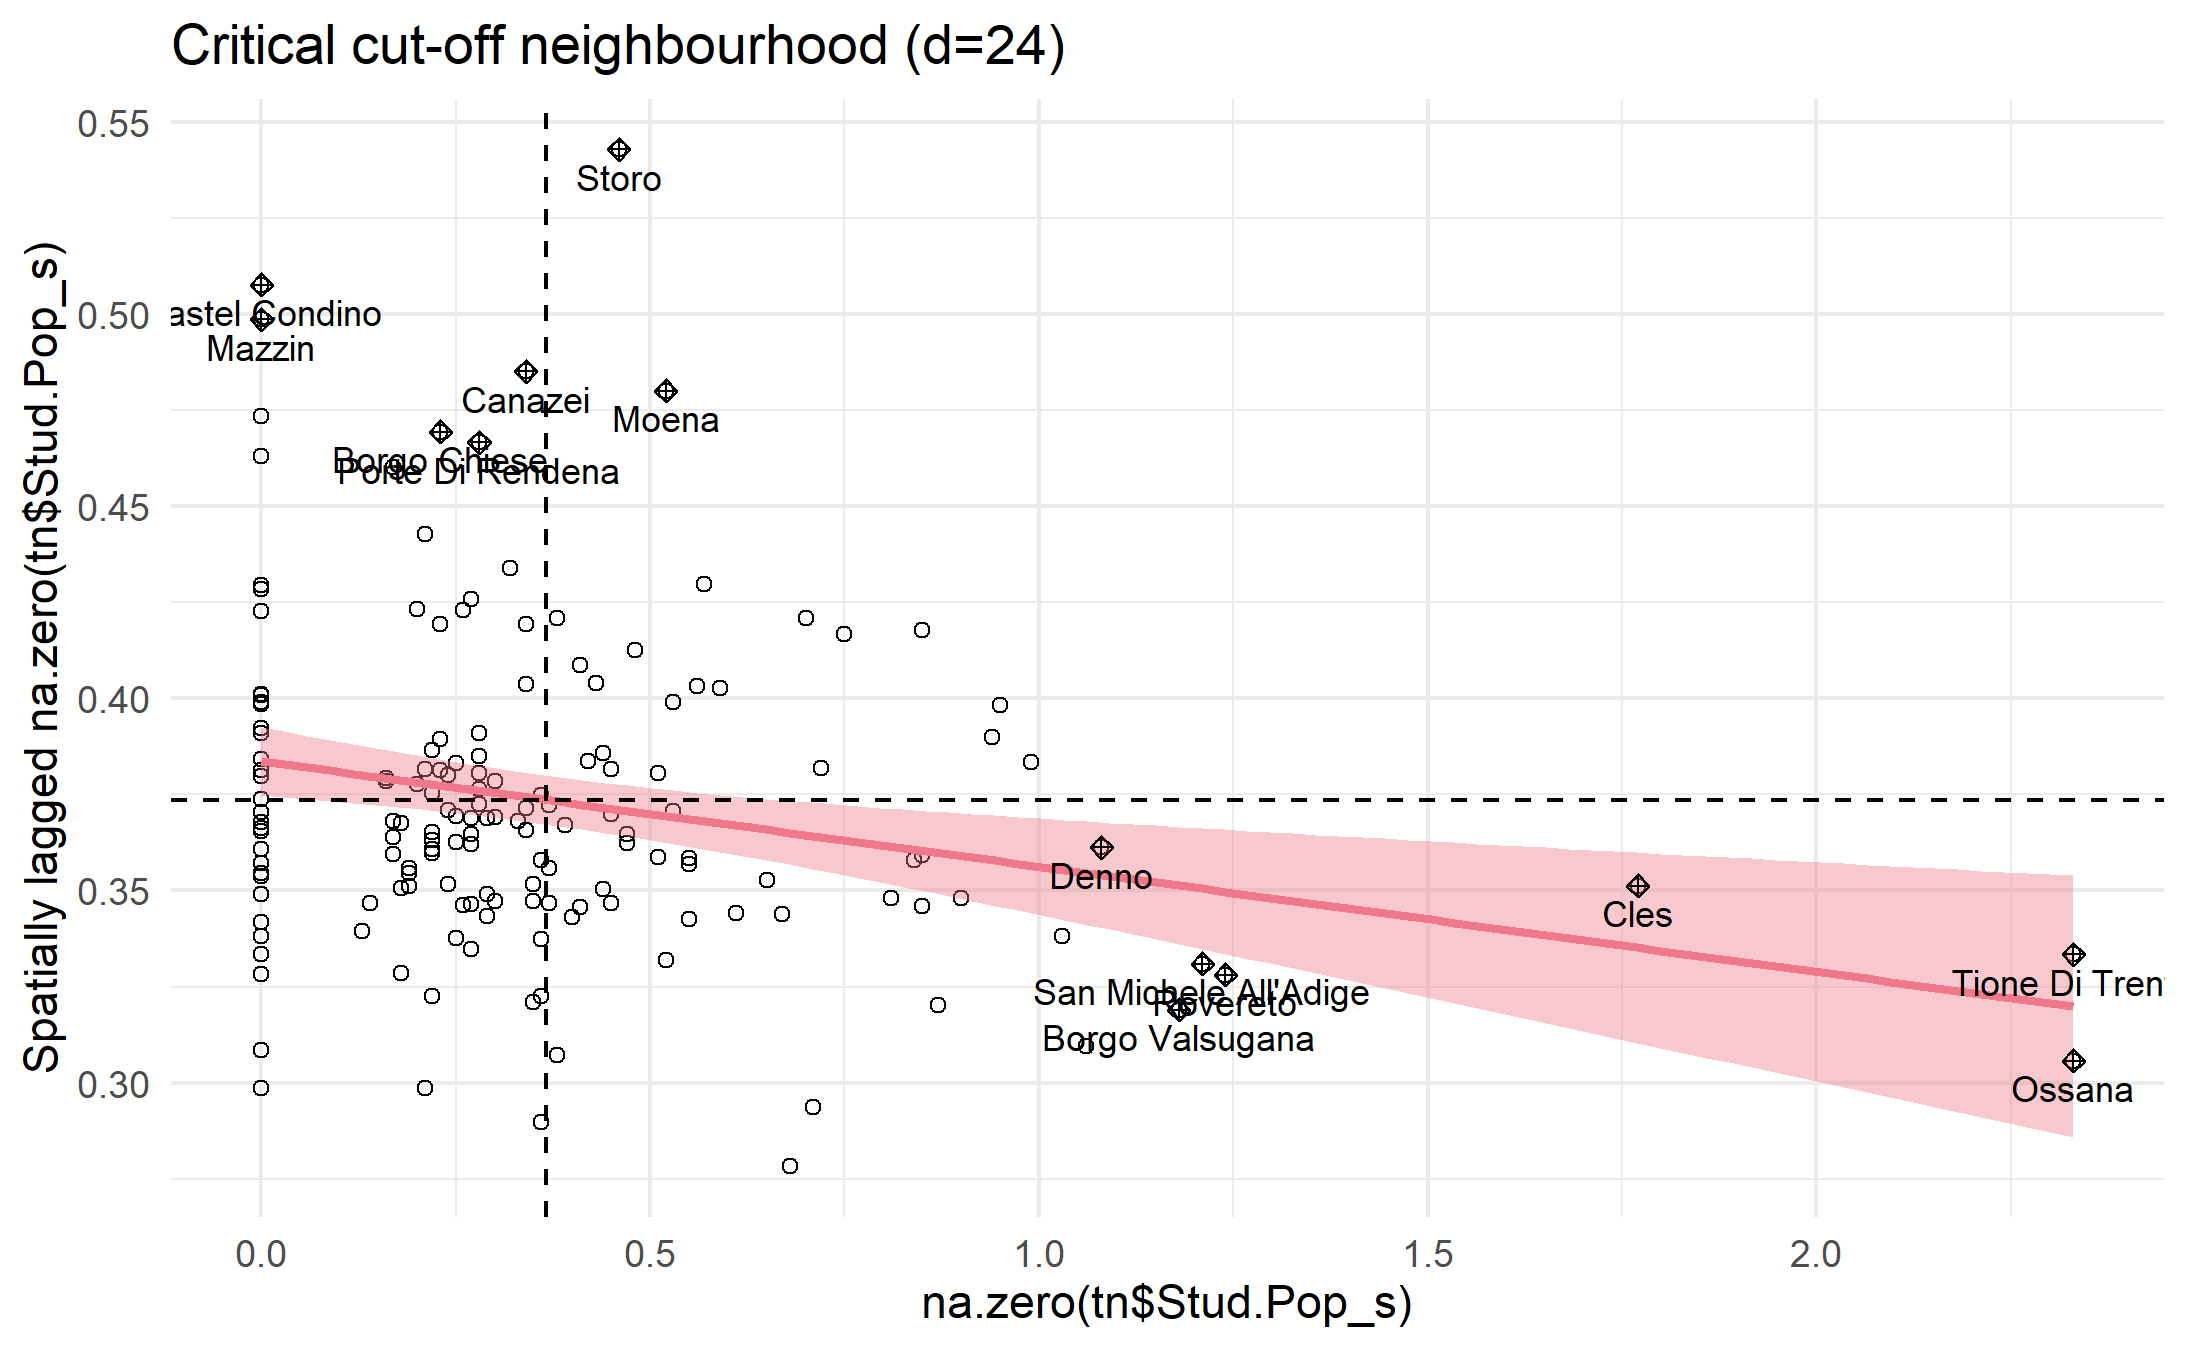 Critical cut-off neighbourhood (d=24)
Spatially lagged na.zero(tn$Stud.Pop_s)
0.55
0.50
0.45
0.40
0.35
0.30
Storo
astel Condino
Mazzin
Canazei
Moena
Borgo Chiese
Porte Di Rendena
Denno
Cles
San Michele All'Adige
Rovereto
Borgo Valsugana
Tione Di Tren
Ossana
0.0
0.5
1.0
1.5
2.0
na.zero(tn$Stud.Pop_s)